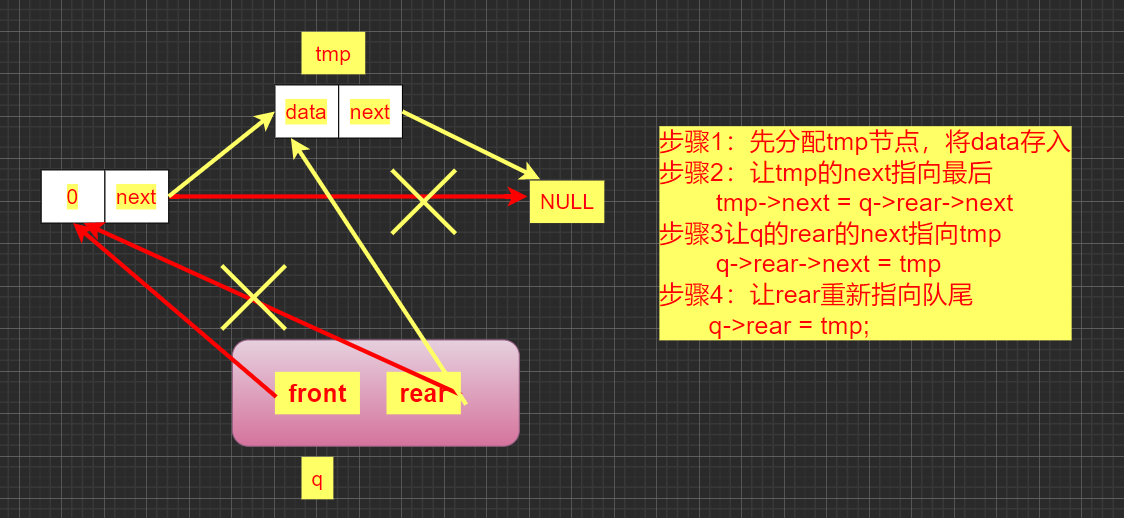 tmp
data
next
0
next
NULL
front
rear
q
步骤1：先分配tmp节点，将data存入
步骤2：让tmp的next指向最后
tmp->next = q->rear->next
步骤3让q的rear的next指向tmp
q->rear->next = tmp
步骤4：让rear重新指向队尾
q->rear = tmp;